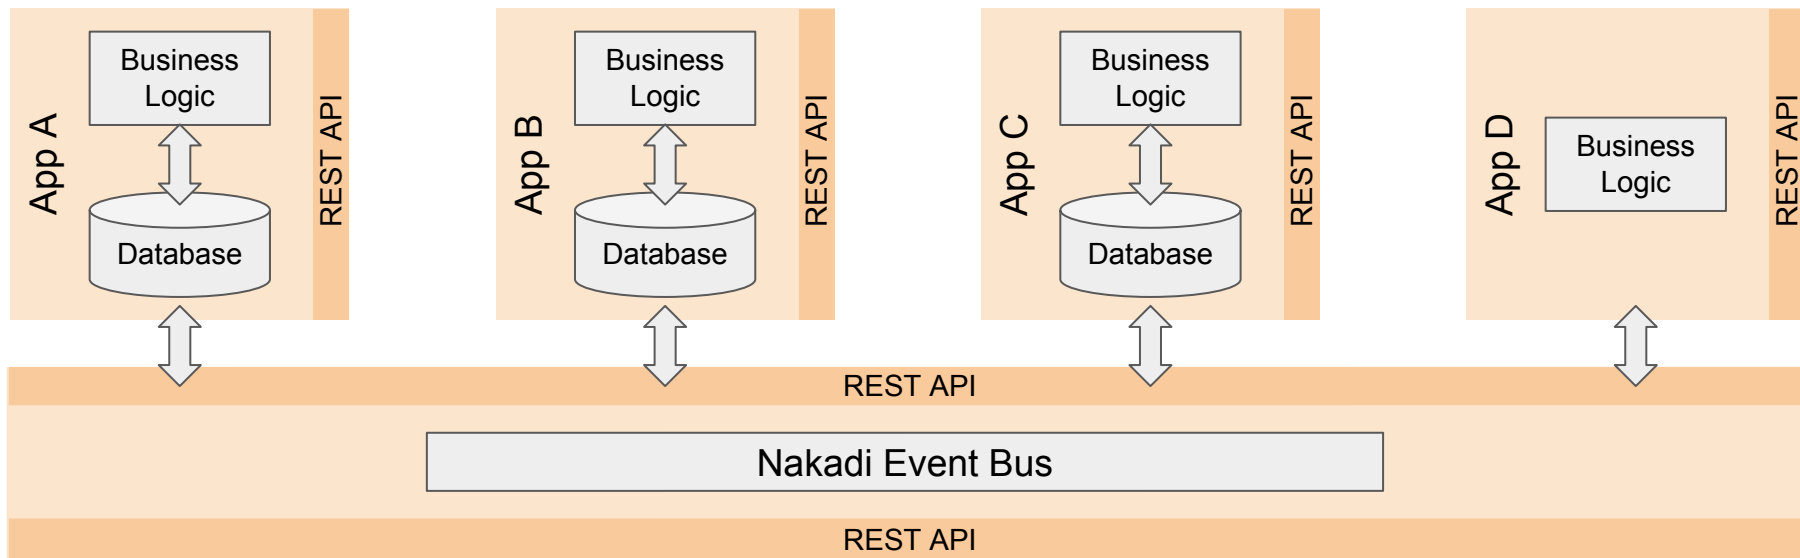 App A
Business
Logic
Database
REST API
App B
Business
Logic
Database
REST API
App C
Business
Logic
Database
REST API
App D
Business
Logic
REST API
REST API
Nakadi Event Bus
REST API